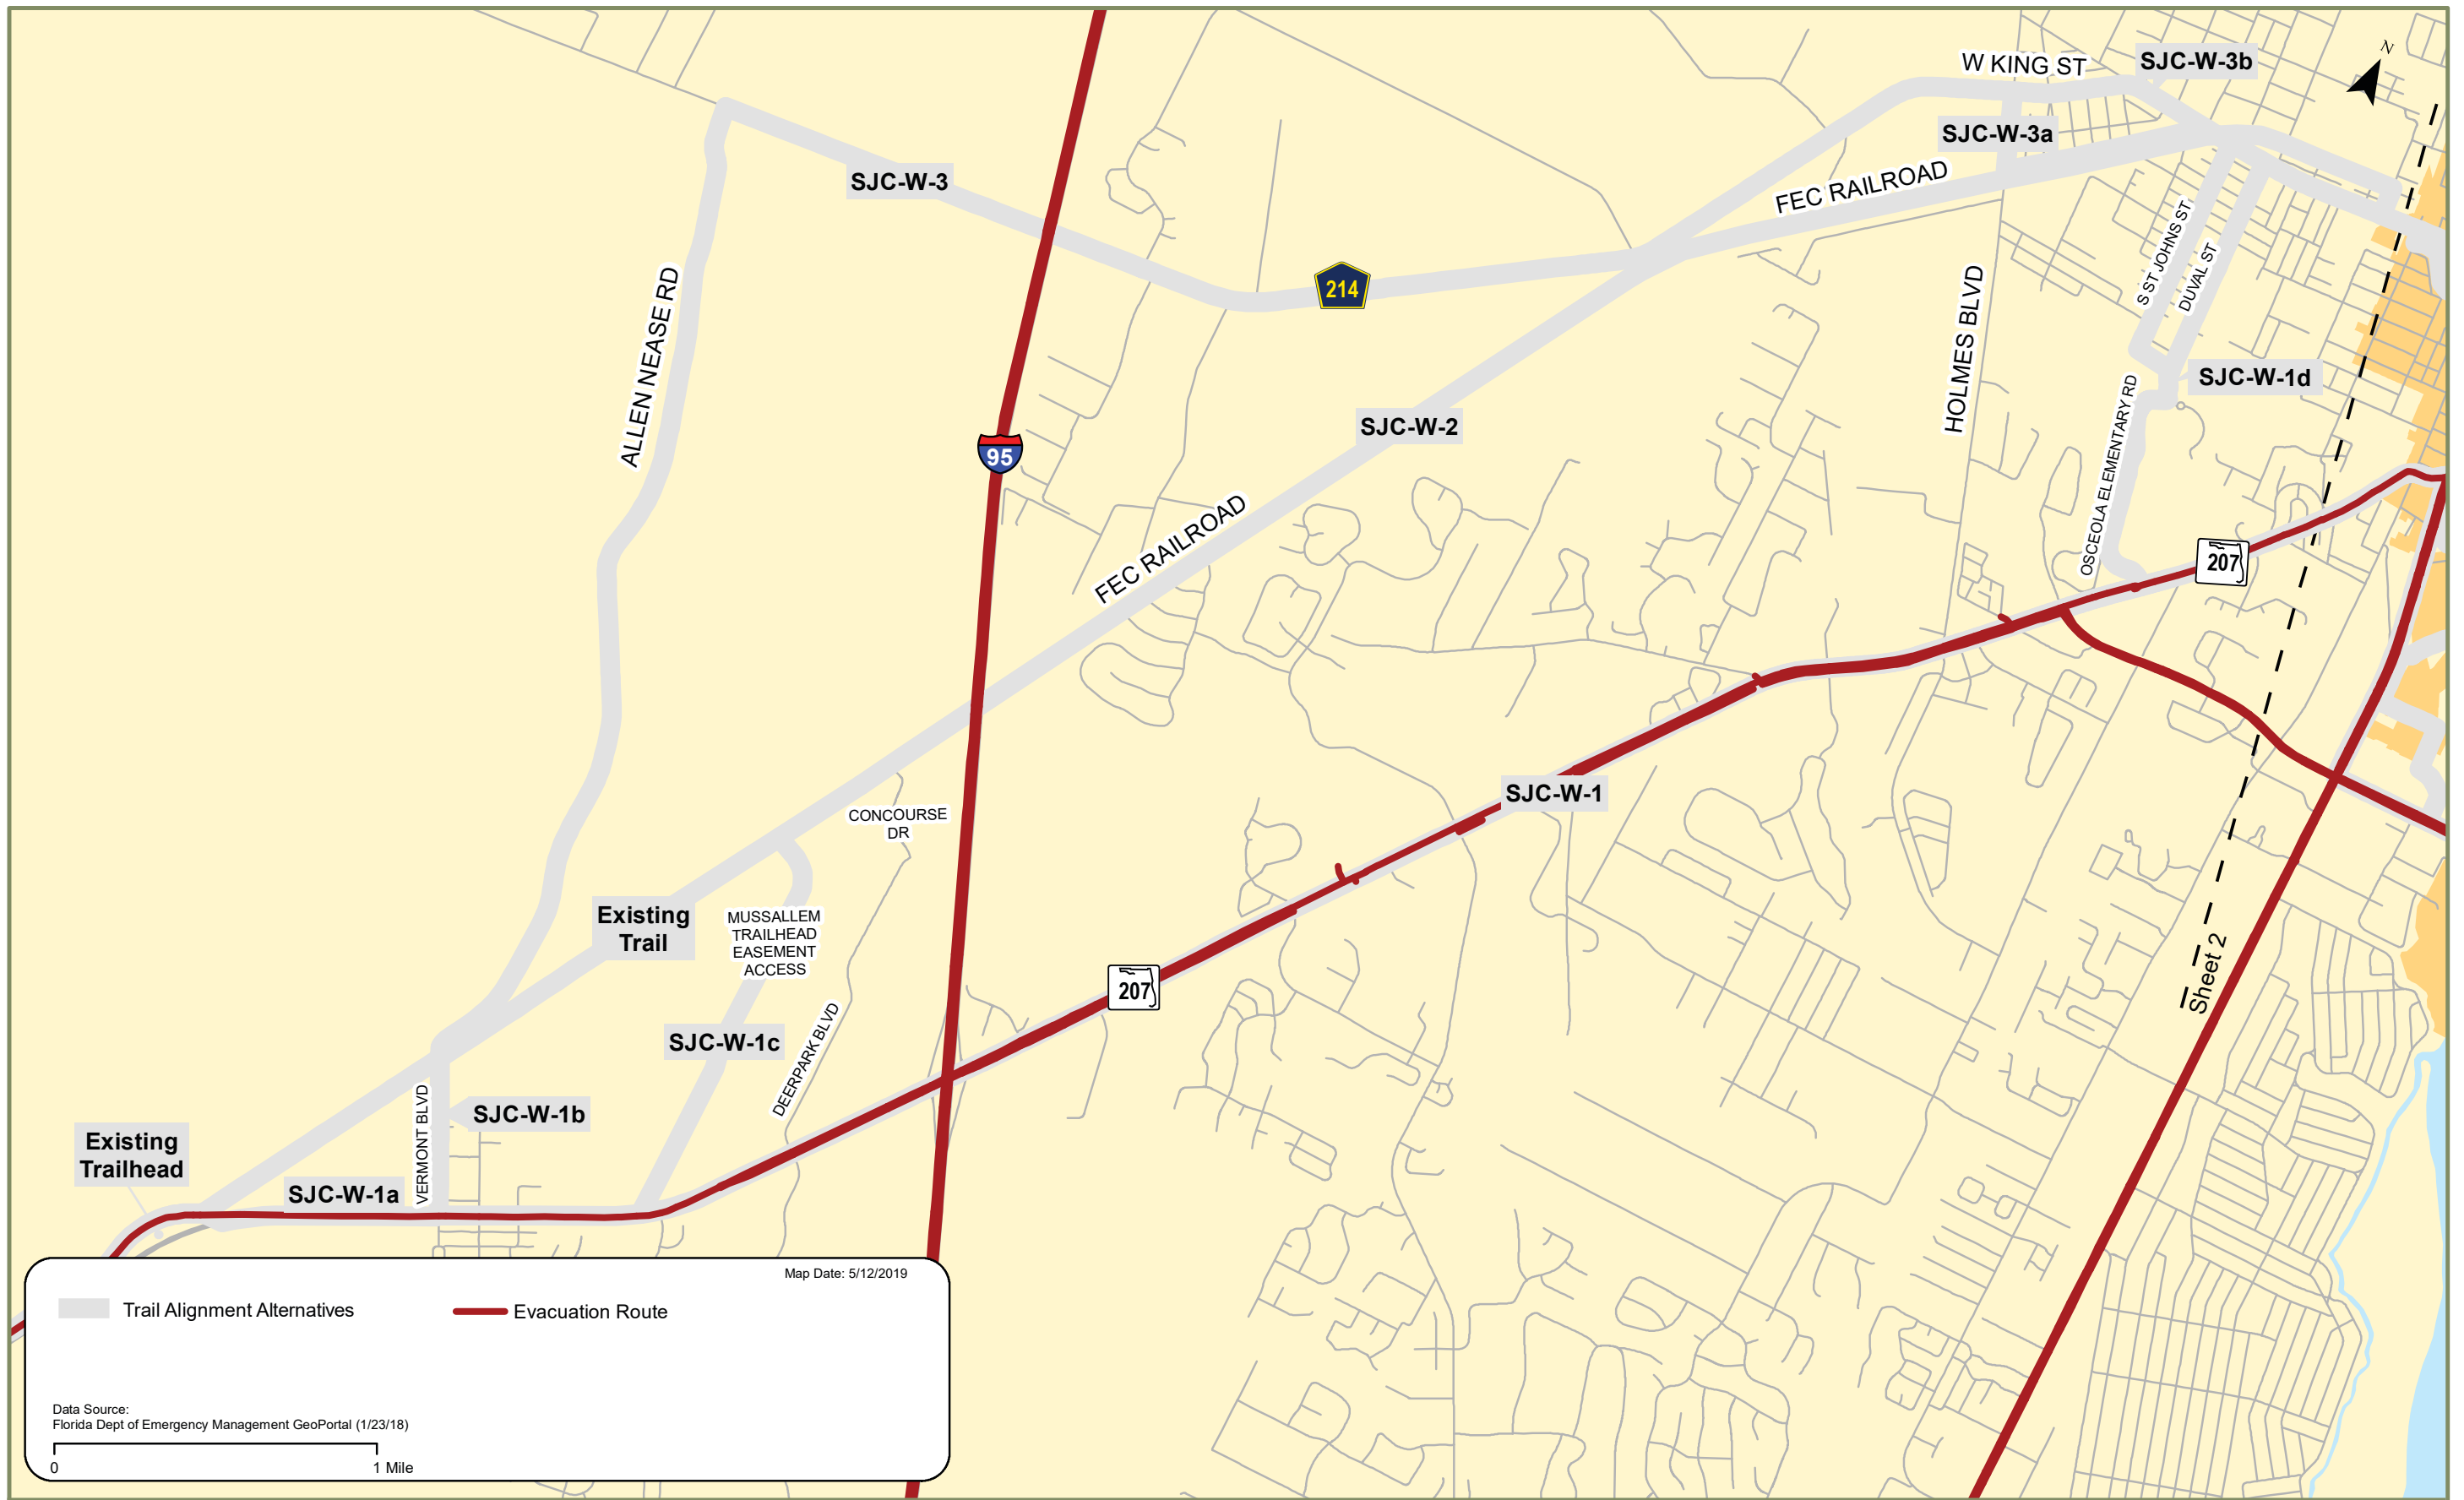 N
W KING ST
SJC-W-3b
SJC-W-3a
SJC-W-3
FEC RAILROAD
S ST JOHNS ST
DUVAL ST
214
ALLEN NEASE RD
HOLMES BLVD
SJC-W-1d
SJC-W-2
95
OSCEOLA ELEMENTARY RD
FEC RAILROAD
207
SJC-W-1
CONCOURSE
DR
Existing
Trail
MUSSALLEM
TRAILHEAD
EASEMENT
ACCESS
207
Sheet 2
SJC-W-1c
DEERPARK BLVD
VERMONT BLVD
SJC-W-1b
Existing
Trailhead
SJC-W-1a
Map Date: 5/12/2019
Trail Alignment Alternatives
Evacuation Route
Data Source:
Florida Dept of Emergency Management GeoPortal (1/23/18)
0
1 Mile